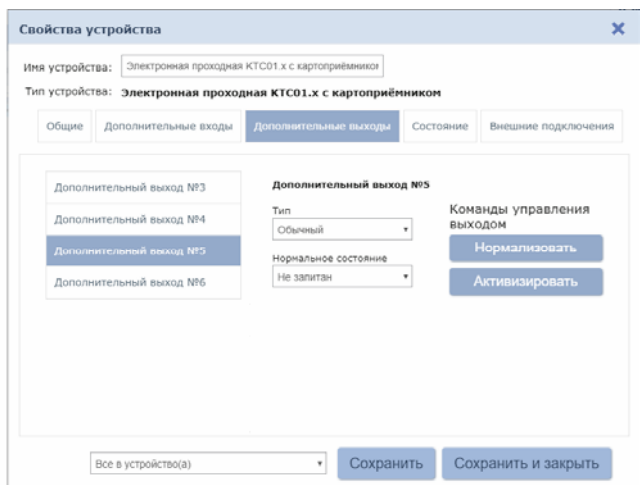 Свойства устройства
Имя устройства: Электронная проходная КТС01.x с картоприёмником
Тип устройства: Электронная проходная КТС01.x с картоприёмником
Общие Дополнительные входы Дополнительные выходы Состояние Внешние подключения
Дополнительный выход №3
Дополнительный выход №4
Дополнительный выход №5
Дополнительный выход №6
Дополнительный выход №5
Тип
Обычный
Нормальное состояние
Не запитан
Команды управления
выходом
Нормализовать
Активизировать
Все в устройство(а)
Сохранить
Сохранить и закрыть